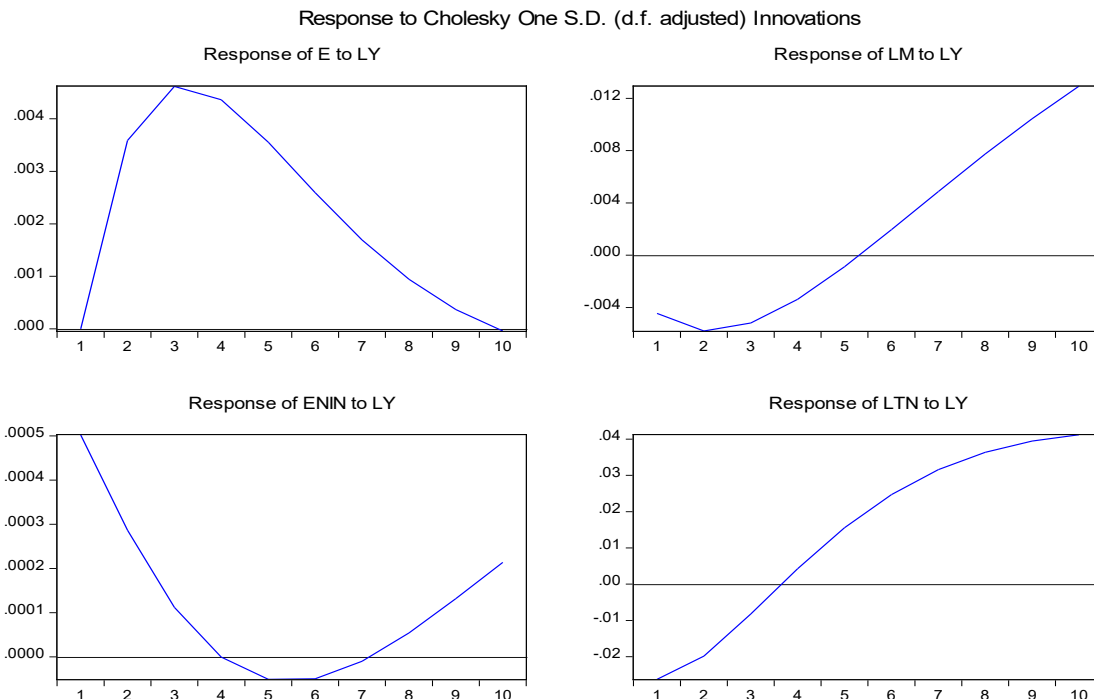 Response to Cholesky One S.D. (d.f. adjusted) Innovations
Response of E to LY
.004
.003
.002
.001
.000
1 2 3 4 5 6 7 8 9 10
Response of LM to LY
.012
.008
.004
.000
-.004
1 2 3 4 5 6 7 8 9 10
Response of ENIN to LY
.0005
.0004
.0003
.0002
.0001
.0000
1 2 3 4 5 6 7 8 9 10
Response of LTN to LY
.04
.03
.02
.01
.00
-.01
-.02
1 2 3 4 5 6 7 8 9 10